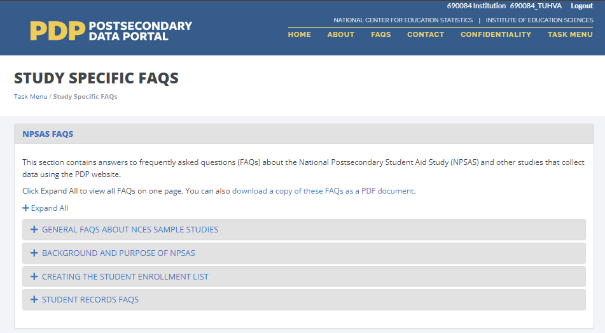 690084 Institution 690084_TUHVA Logout
NATIONAL CENTER FOR EDUCATION STATISTICS | INSTITUTE OF EDUCATION SCIENCES
PDP POSTSECONDARY
DATA PORTAL
HOME ABOUT FAQS CONTACT CONFIDENTIALITY TASK MENU
STUDY SPECIFIC FAQS
Task Menu / Study Specific FAQs
NPSAS FAQS
This section contains answers to frequently asked questions (FAQs) about the National Postsecondary Student Aid Study (NPSAS) and other studies that collect
data using the PDP website.
Click Expand All to view all FAQs on one page. You can also download a copy of these FAQs as a PDF document.
+ Expand All
+ GENERAL FAQS ABOUT NCES SAMPLE STUDIES
+ BACKGROUND AND PURPOSE OF NPSAS
+ CREATING THE STUDENT ENROLLMENT LIST
+ STUDENT RECORDS FAQS